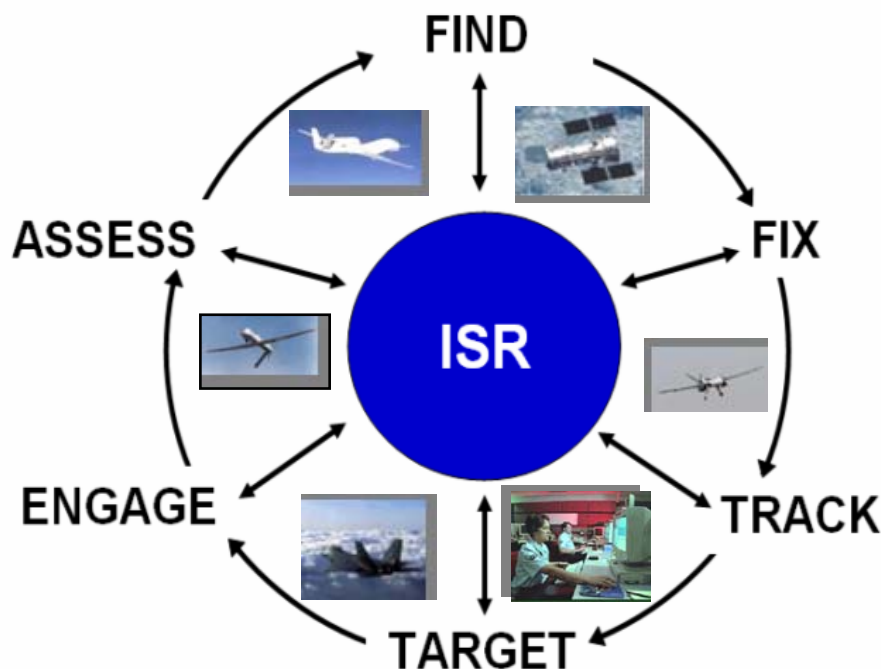 FIND
FIX
TRACK
TARGET
ENGAGE
ASSESS
ISR